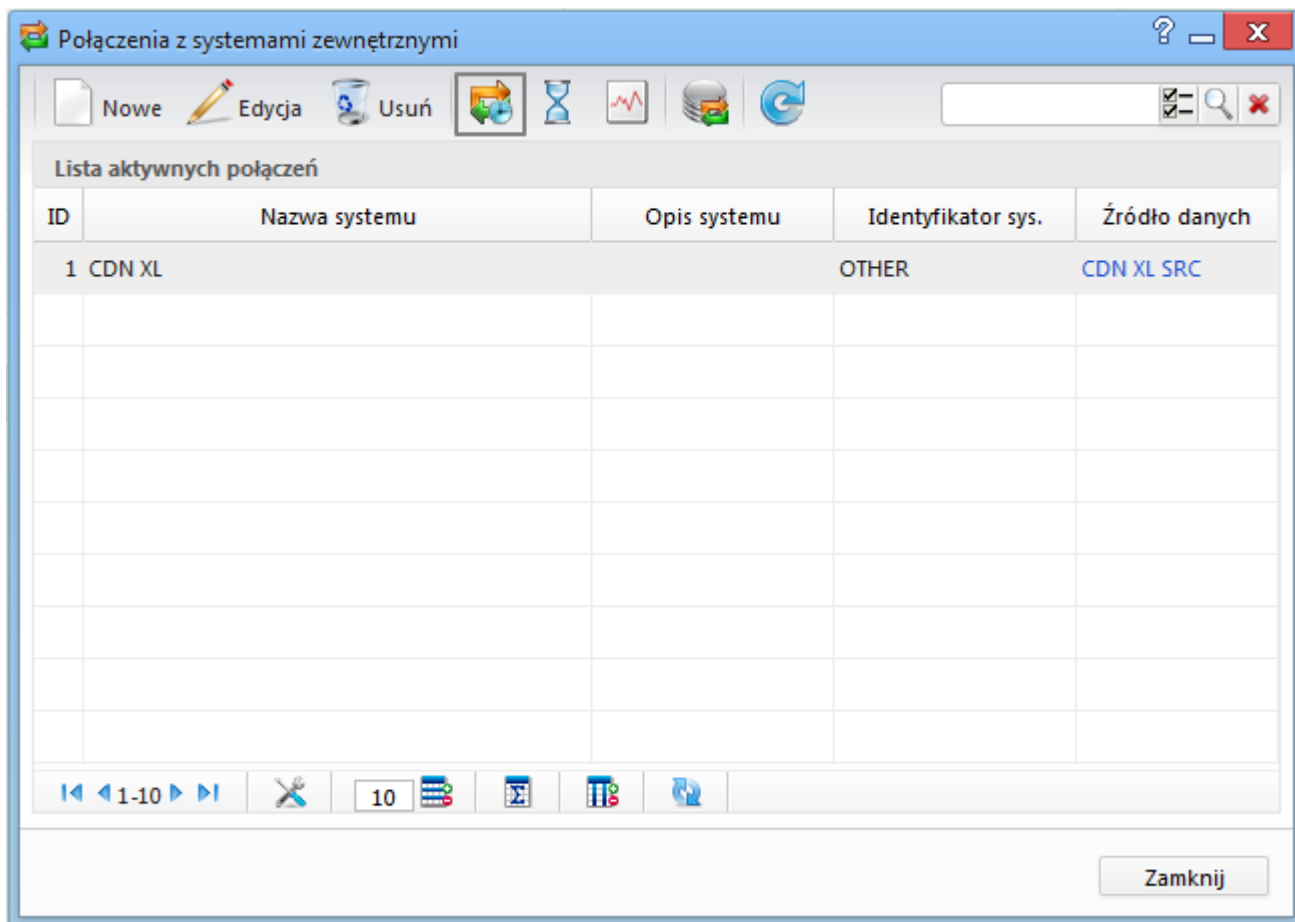 Połączenia z systemami zewnętrznymi
Nowe Edycja Usuń
Lista aktywnych połączeń
ID Nazwa systemu Opis systemu Identyfikator sys. Źródło danych
1 CDN XL OTHER CDN XL SRC
1-10 10
Zamknij